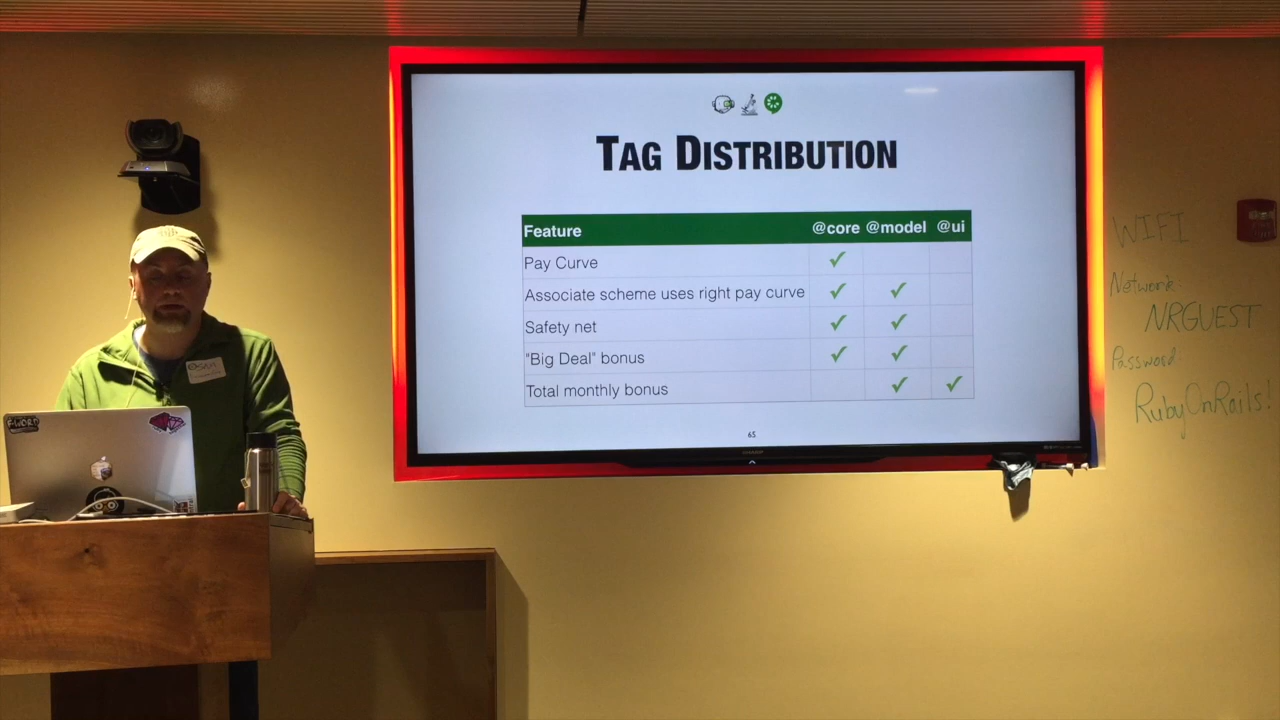 TAG DISTRIBUTION
Feature @core @model @ui
Pay Curve ✓
Associate scheme uses right pay curve ✓ ✓
Safety net ✓ ✓
"Big Deal" bonus ✓ ✓
Total monthly bonus ✓ ✓
65
SHARP
WIFI
Network:
NRGUEST
Password:
RubyOnRails!